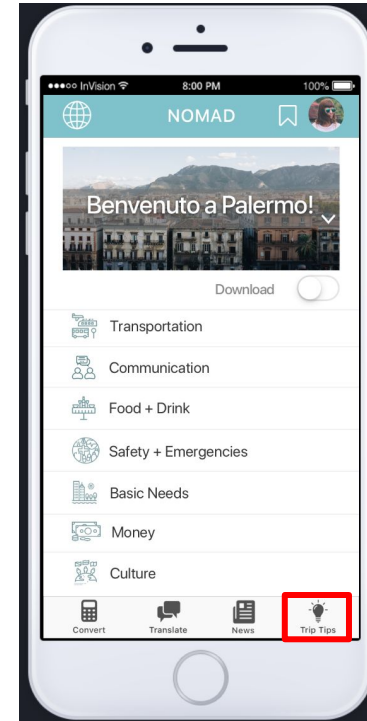 InVision 8:00 PM 100%
NOMAD
Benvenuto a Palermo!
Download
Transportation
Communication
Food + Drink
Safety + Emergencies
Basic Needs
Money
Culture
Convert Translate News Trip Tips